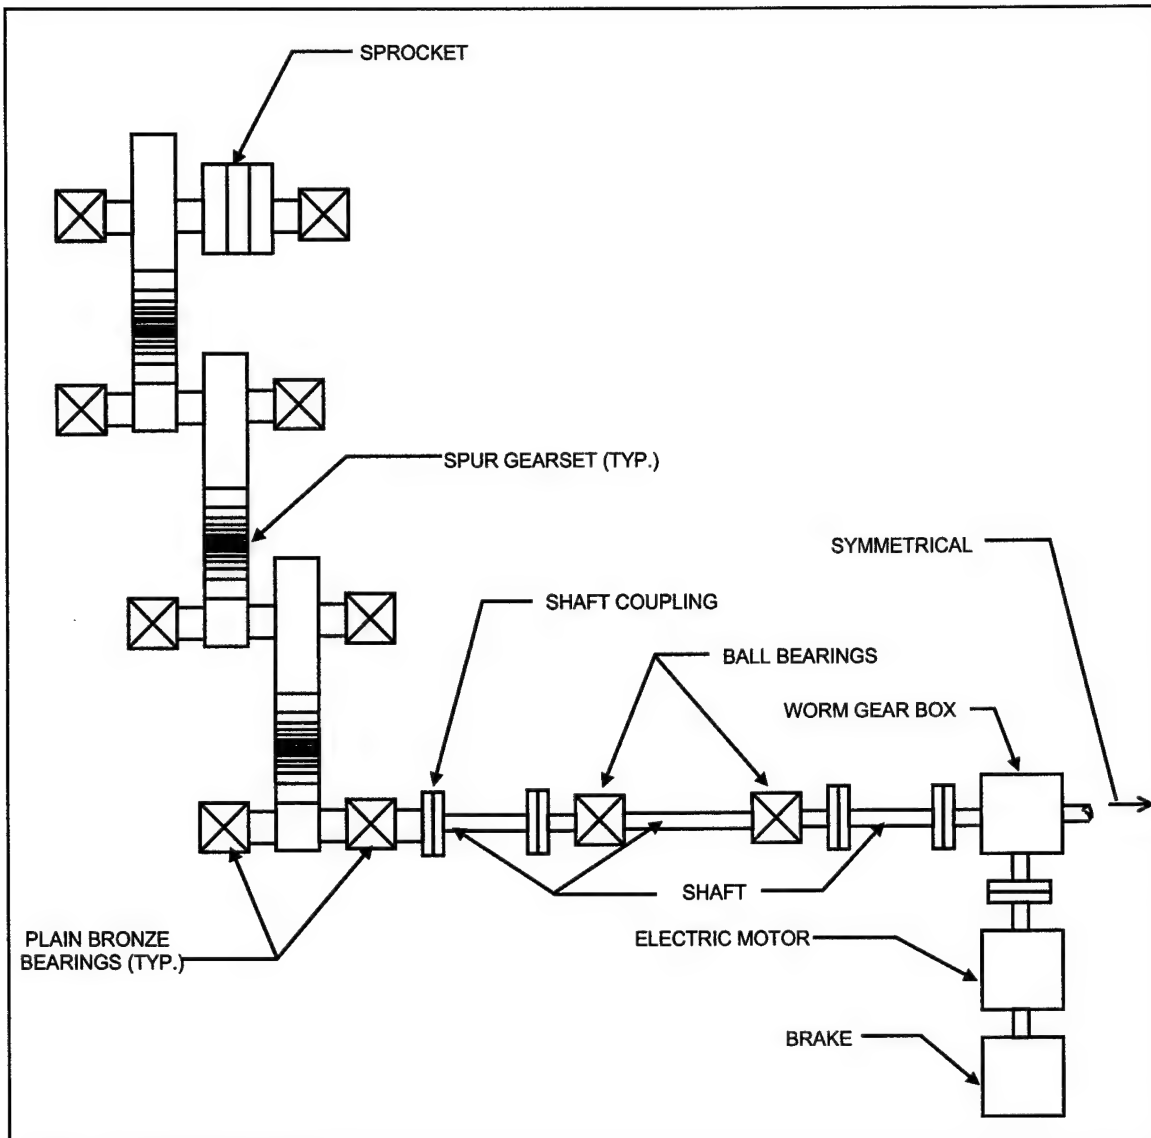 SPROCKET
SPUR GEARSET (TYP.)
SYMMETRICAL
SHAFT COUPLING
BALL BEARINGS
WORM GEAR BOX
SHAFT
PLAIN BRONZE
BEARINGS (TYP.)
ELECTRIC MOTOR
BRAKE